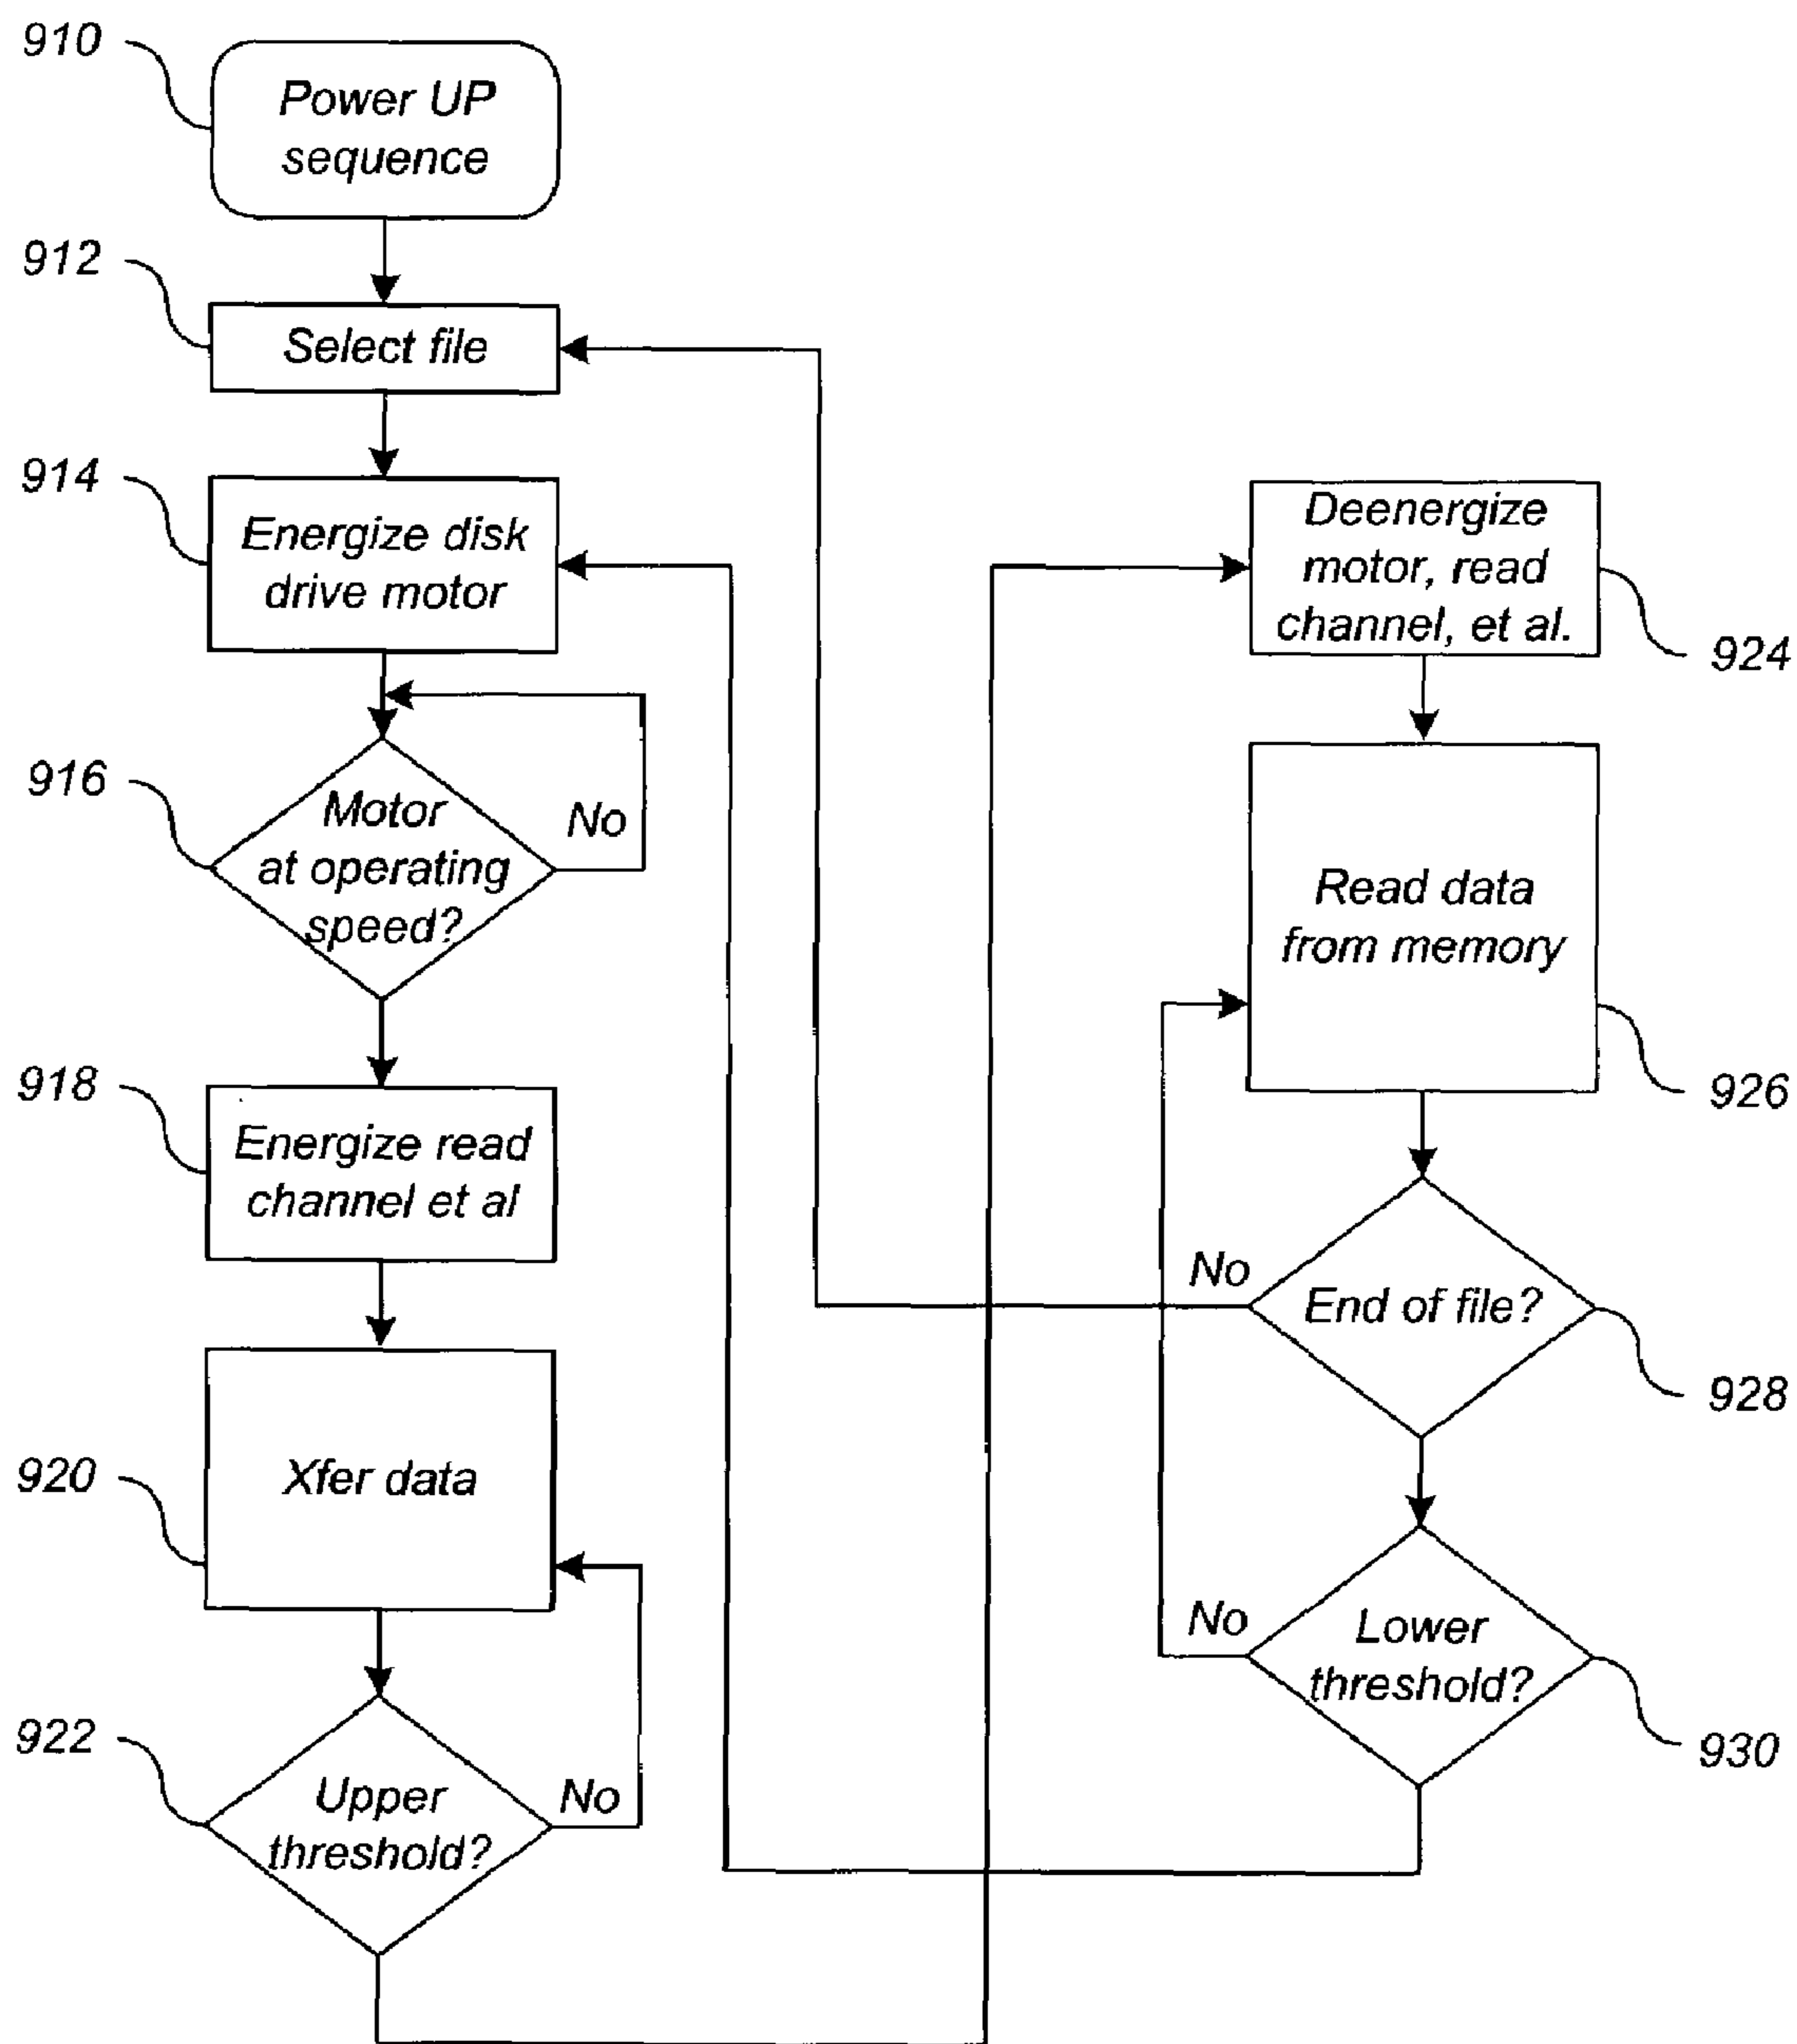 910
Power UP
sequence
912
Select file
914
Energize disk
drive motor
916
Motor
at operating
speed?
No
918
Energize read
channel et al
920
Xfer data
922
Upper
threshold?
No
Deenergize
motor, read
channel, et al.
924
Read data
from memory
926
No
End of file?
928
No
Lower
threshold?
930